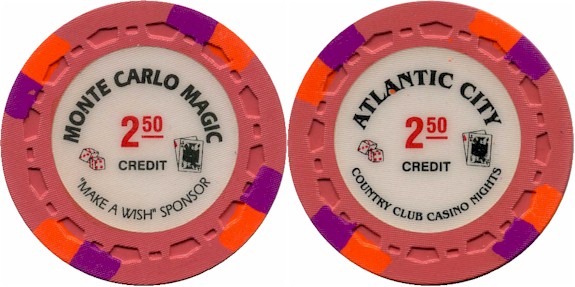 MONTE CARLO MAGIC
2 50
CREDIT
"MAKE A WISH" SPONSOR
ATLANTIC CITY
2 50
CREDIT
COUNTRY CLUB CASINO NIGHTS